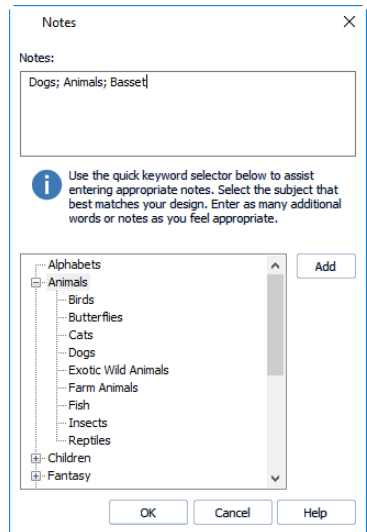 Notes
Notes:
Dogs; Animals; Basset
Use the quick keyword selector below to assist
entering appropriate notes. Select the subject that
best matches your design. Enter as many additional
words or notes as you feel appropriate.
Alphabets
Add
Animals
Birds
Butterflies
Cats
Dogs
Exotic Wild Animals
Farm Animals
Fish
Insects
Reptiles
Children
Fantasy
OK Cancel Help